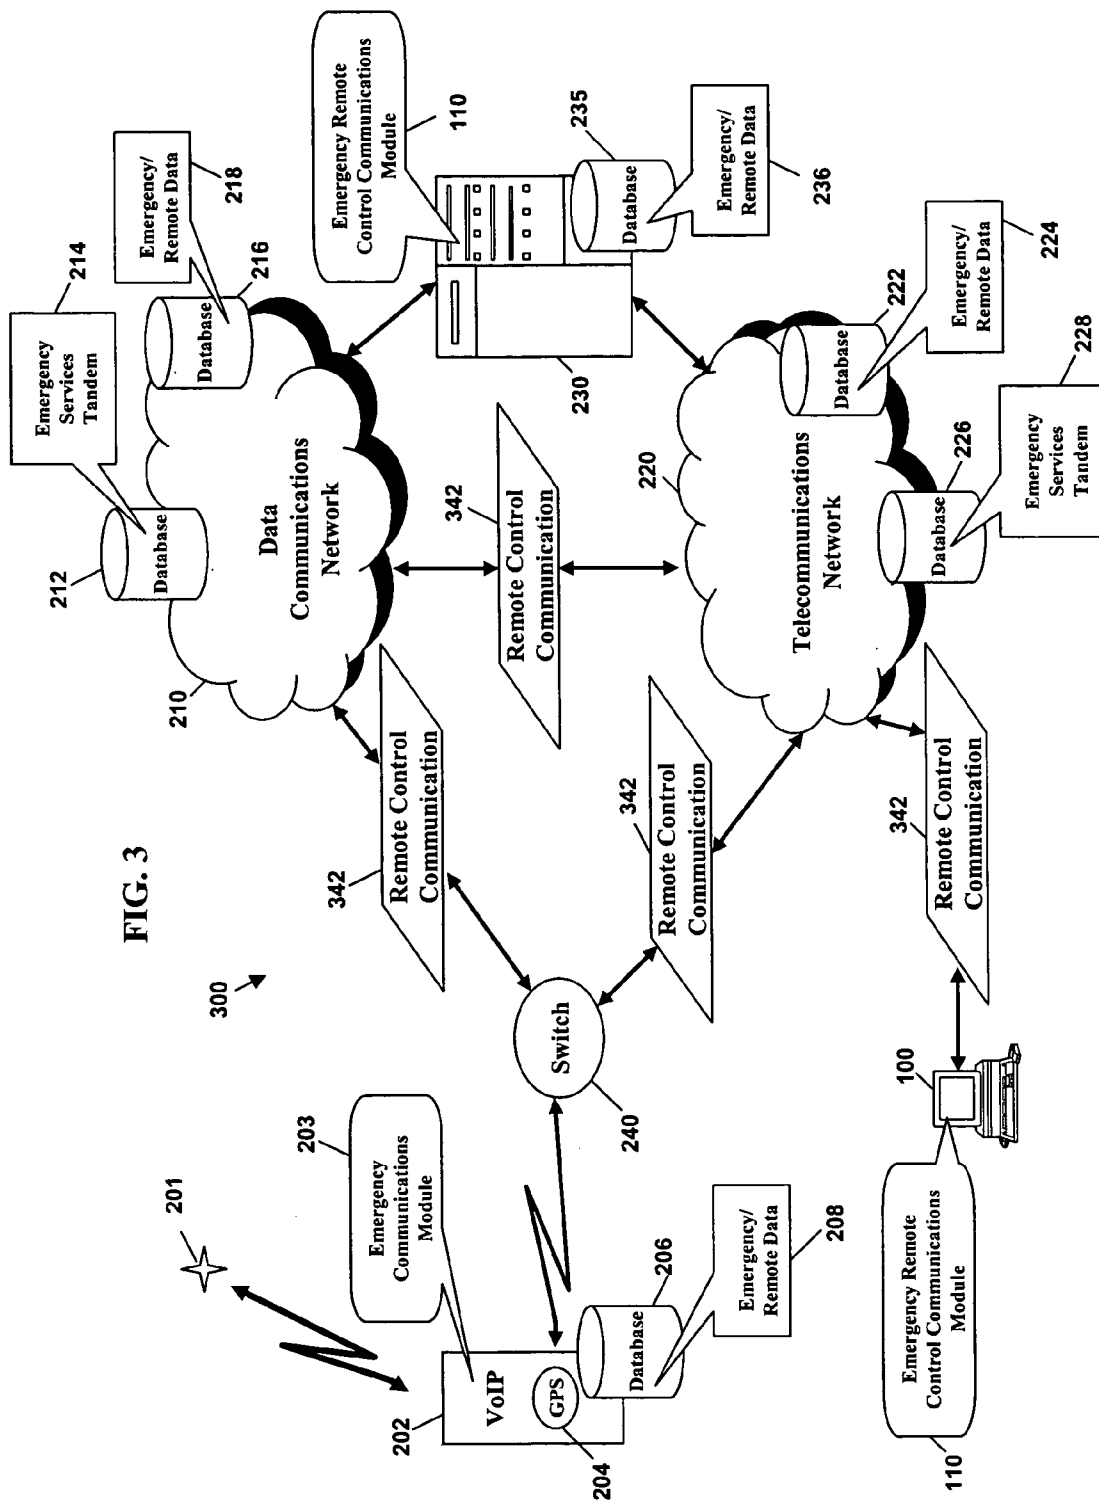 FIG. 3
300
201
202
VoIP
GPS
204
203
Emergency
Communications
Module
Database
206
Emergency/
Remote Data
208
Switch
240
342
Remote Control
Communication
342
Remote Control
Communication
342
Remote Control
Communication
342
Remote Control
Communication
210
Data
Communications
Network
212
Database
214
Emergency
Services
Tandem
Database
216
Emergency/
Remote Data
218
220
Telecommunications
Network
Database
222
Emergency/
Remote Data
224
Database
226
Emergency
Services
Tandem
228
230
Emergency Remote
Control Communications
Module
110
Database
235
Emergency/
Remote Data
236
100
Emergency Remote
Control Communications
Module
110